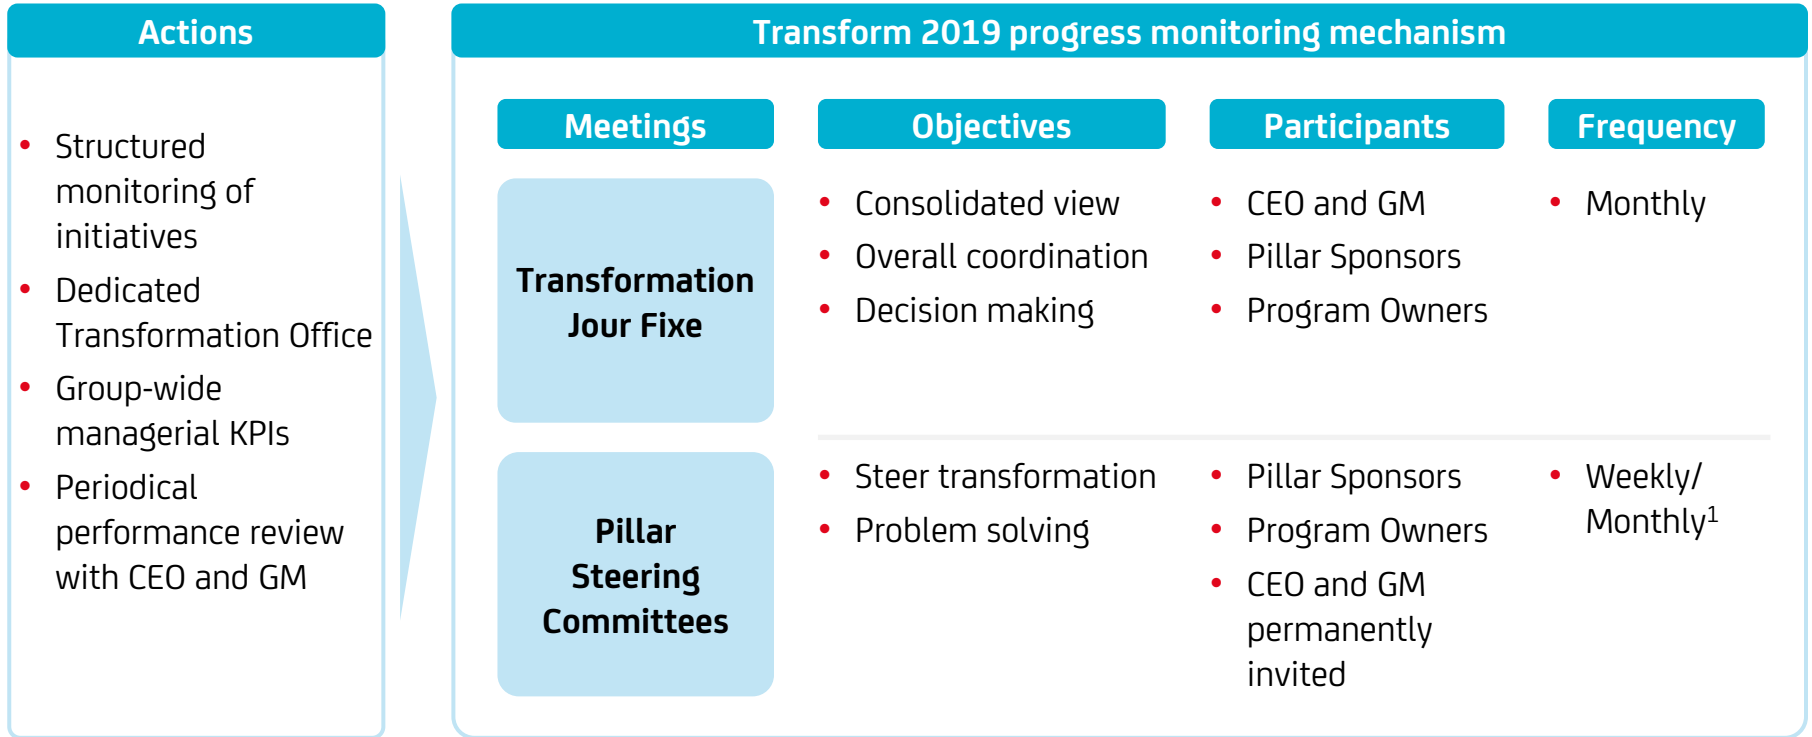 Actions
• Structured
monitoring of
initiatives
• Dedicated
Transformation Office
• Group-wide
managerial KPIs
• Periodical
performance review
with CEO and GM
Transform 2019 progress monitoring mechanism
Meetings
Objectives
Participants
Frequency
Transformation
Jour Fixe
• Consolidated view
• Overall coordination
• Decision making
• CEO and GM
• Pillar Sponsors
• Program Owners
• Monthly
Pillar
Steering
Committees
• Steer transformation
• Problem solving
• Pillar Sponsors
• Program Owners
• CEO and GM
permanently
invited
• Weekly/
Monthly¹